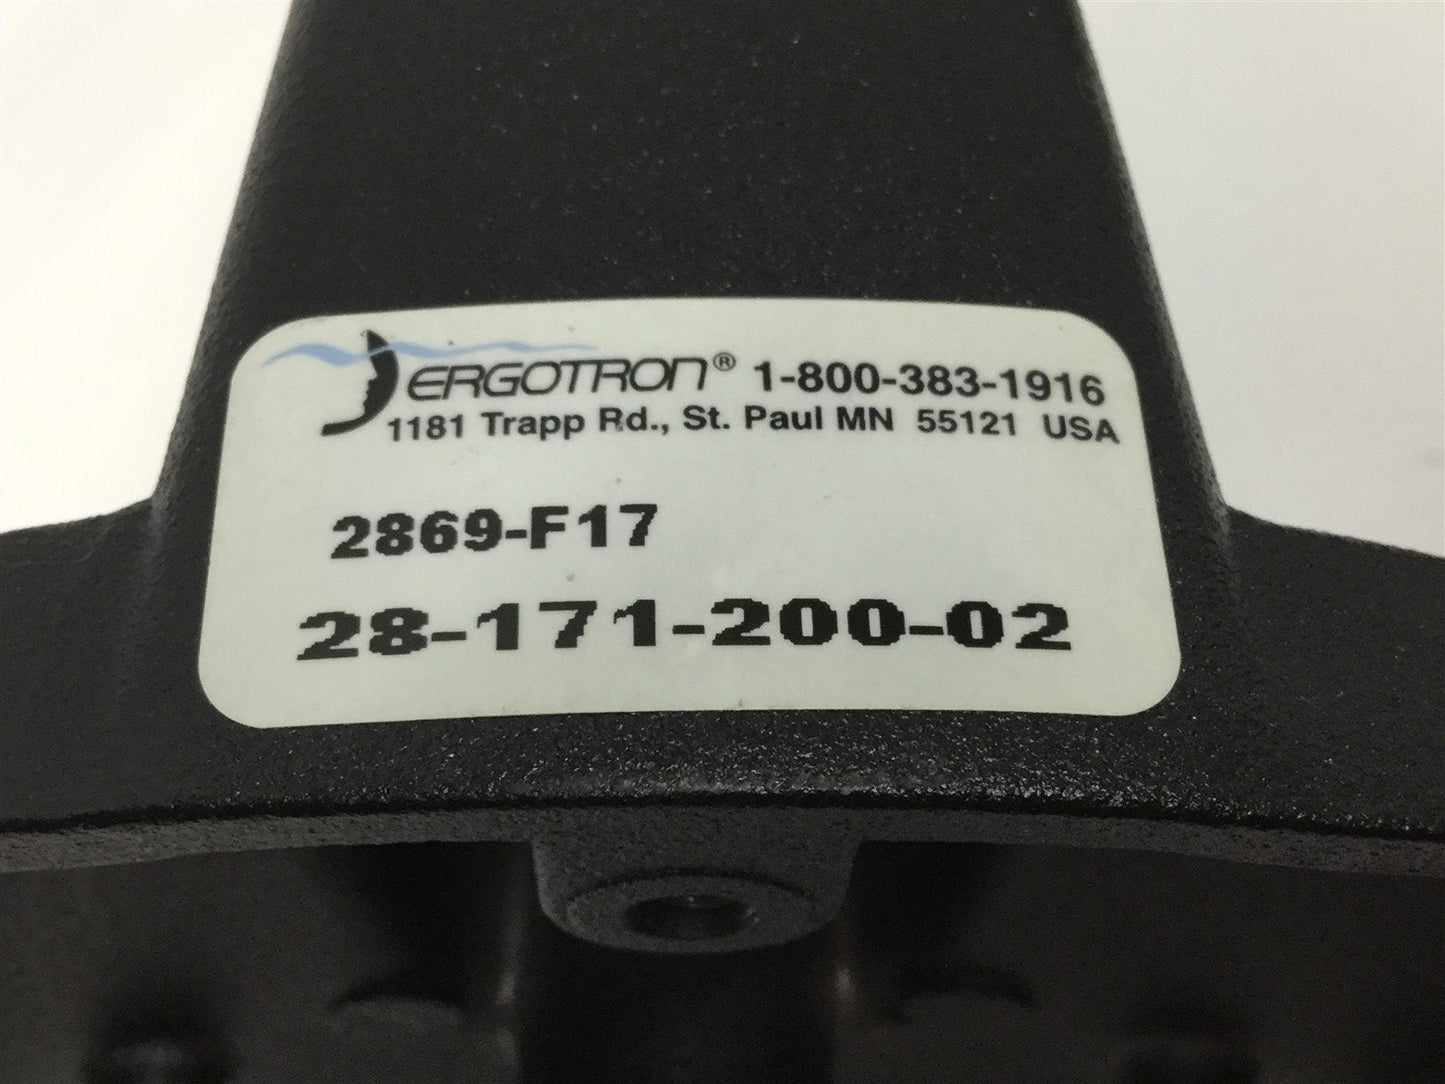 ERGOTRON® 1-800-383-1916
1181 Trapp Rd., St. Paul MN 55121 USA
2869-F17
28-171-200-02